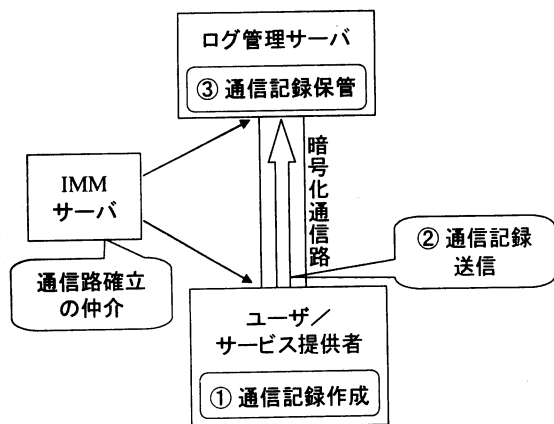 ログ管理サーバ
③ 通信記録保管
暗号化通信路
IMM
サーバ
通信路確立
の仲介
② 通信記録
送信
ユーザ／
サービス提供者
① 通信記録作成